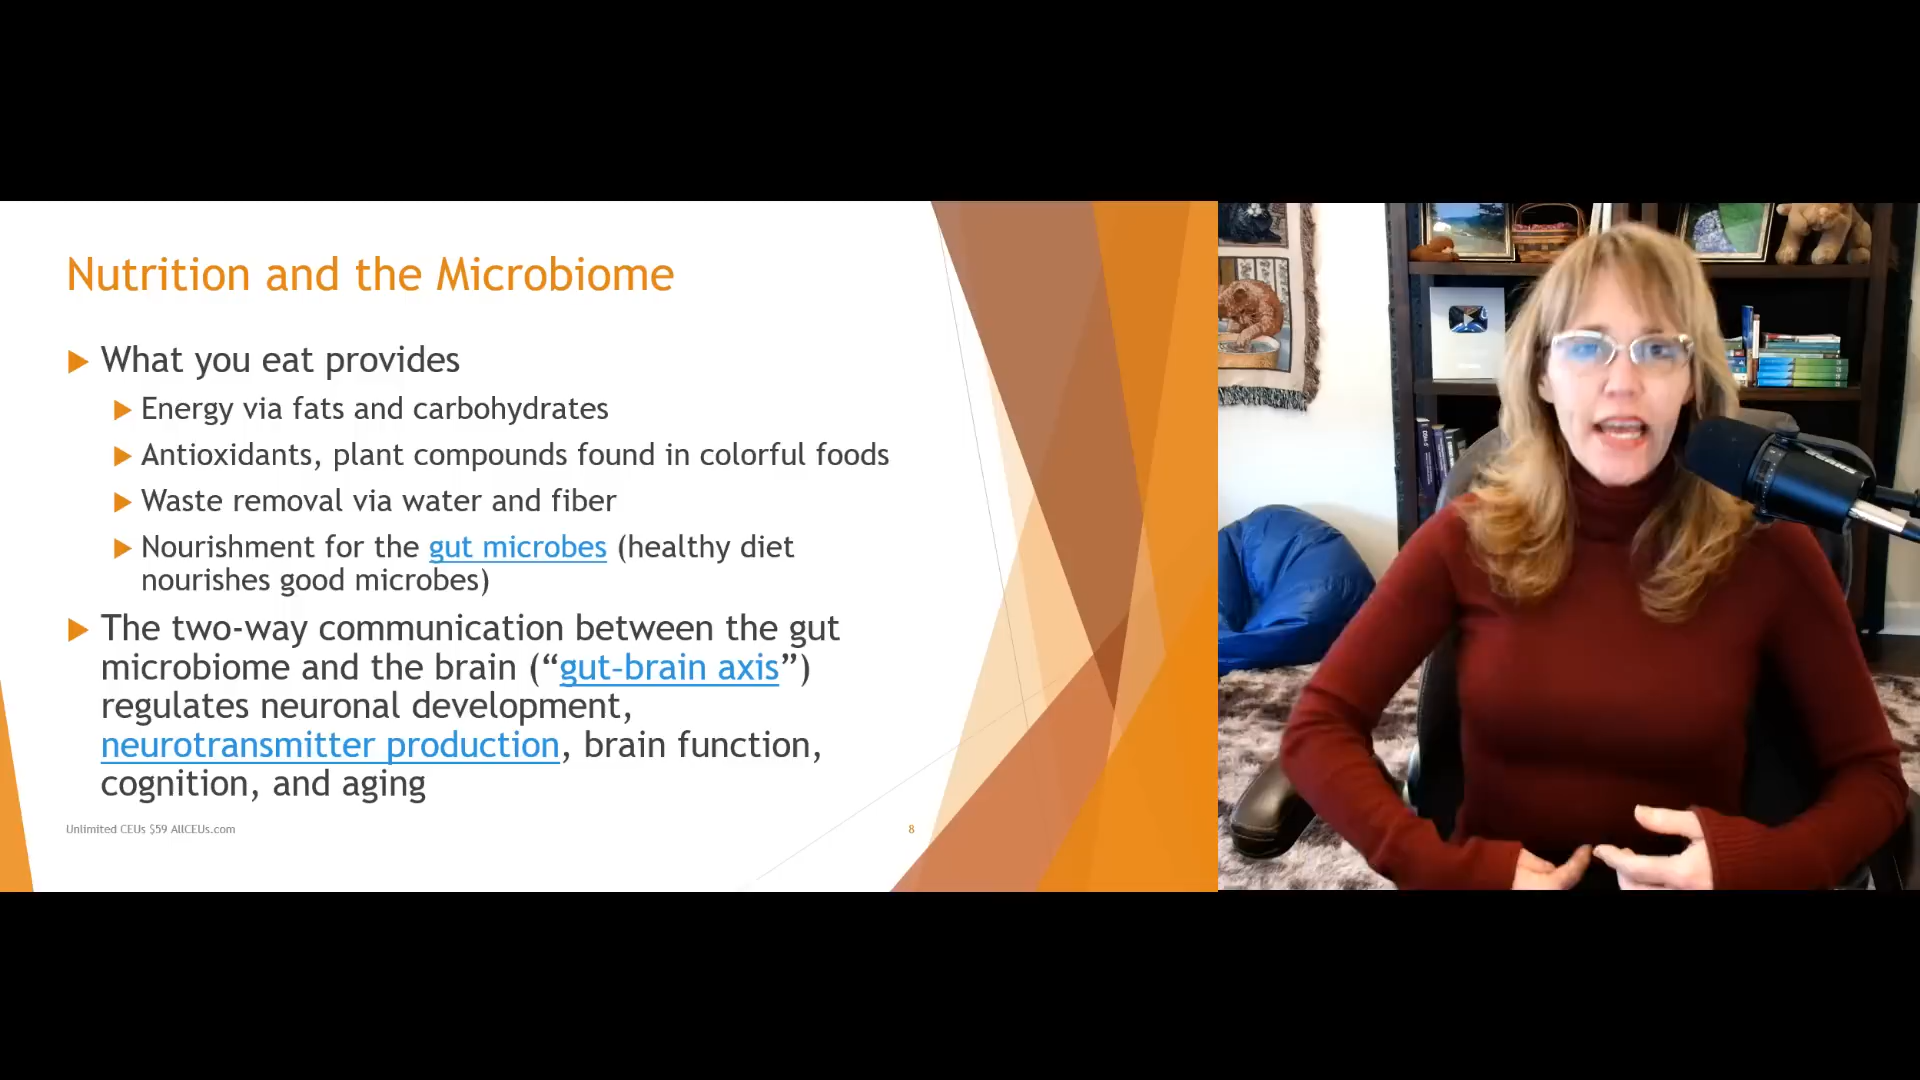 Nutrition and the Microbiome
What you eat provides
Energy via fats and carbohydrates
Antioxidants, plant compounds found in colorful foods
Waste removal via water and fiber
Nourishment for the gut microbes (healthy diet
nourishes good microbes)
The two-way communication between the gut
microbiome and the brain (“gut-brain axis”)
regulates neuronal development,
neurotransmitter production, brain function,
cognition, and aging
Unlimited CEUs $59 AllCEUs.com
8